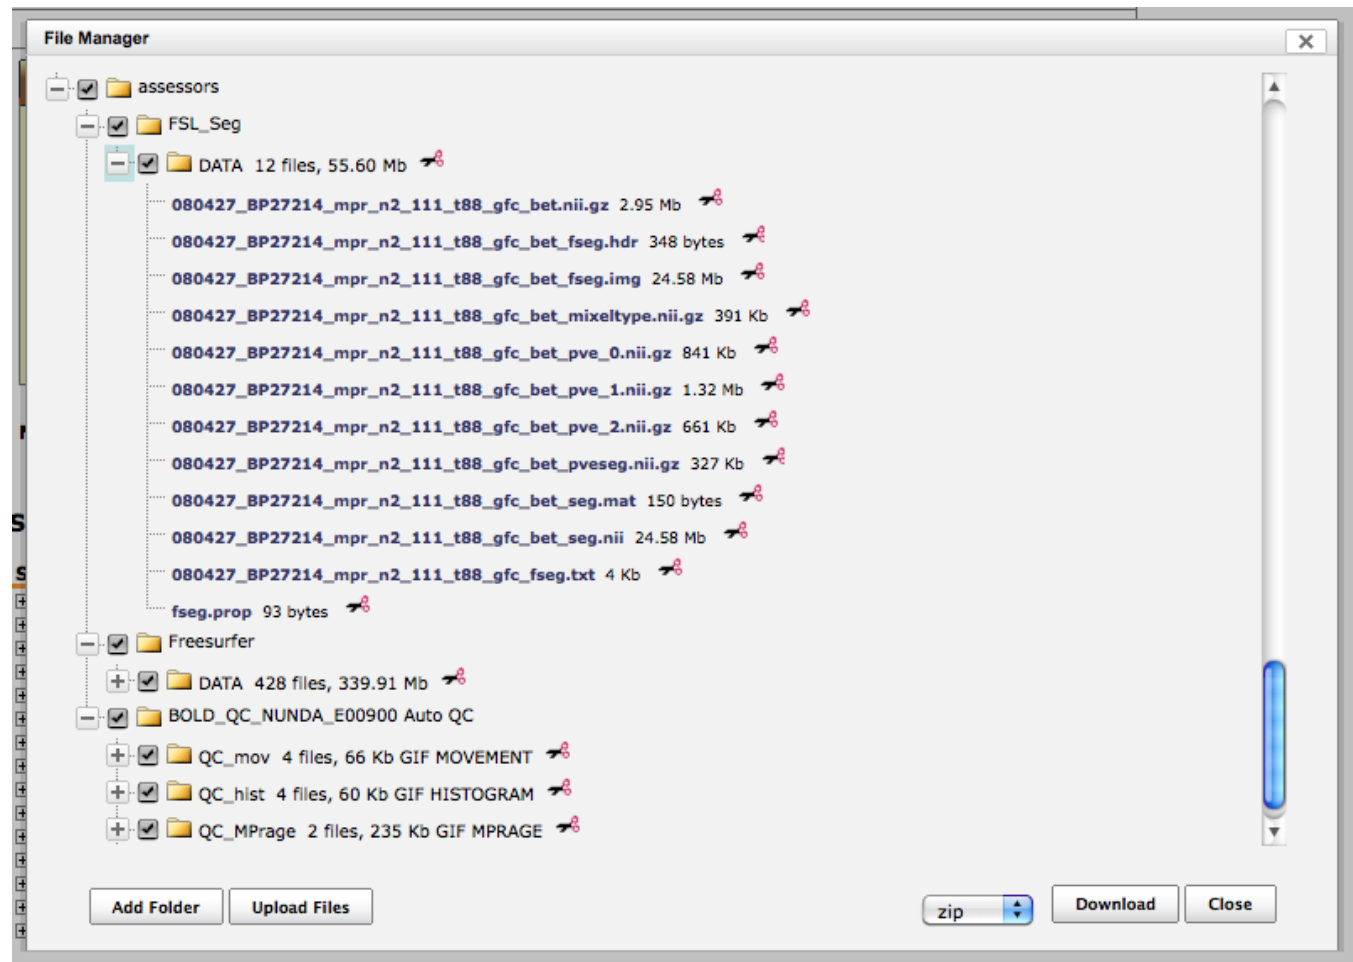 File Manager
assessors
FSL_Seg
DATA 12 files, 55.60 Mb
080427_BP27214_mpr_n2_111_t88_gfc_bet.nii.gz 2.95 Mb
080427_BP27214_mpr_n2_111_t88_gfc_bet_fseg.hdr 348 bytes
080427_BP27214_mpr_n2_111_t88_gfc_bet_fseg.img 24.58 Mb
080427_BP27214_mpr_n2_111_t88_gfc_bet_mixeltype.nii.gz 391 Kb
080427_BP27214_mpr_n2_111_t88_gfc_bet_pve_0.nii.gz 841 Kb
080427_BP27214_mpr_n2_111_t88_gfc_bet_pve_1.nii.gz 1.32 Mb
080427_BP27214_mpr_n2_111_t88_gfc_bet_pve_2.nii.gz 661 Kb
080427_BP27214_mpr_n2_111_t88_gfc_bet_pveseg.nii.gz 327 Kb
080427_BP27214_mpr_n2_111_t88_gfc_bet_seg.mat 150 bytes
080427_BP27214_mpr_n2_111_t88_gfc_bet_seg.nii 24.58 Mb
080427_BP27214_mpr_n2_111_t88_gfc_fseg.txt 4 Kb
fseg.prop 93 bytes
Freesurfer
DATA 428 files, 339.91 Mb
BOLD_QC_NUNDA_E00900 Auto QC
QC_mov 4 files, 66 Kb GIF MOVEMENT
QC_hist 4 files, 60 Kb GIF HISTOGRAM
QC_MPrage 2 files, 235 Kb GIF MPRAGE
Add Folder
Upload Files
zip
Download
Close